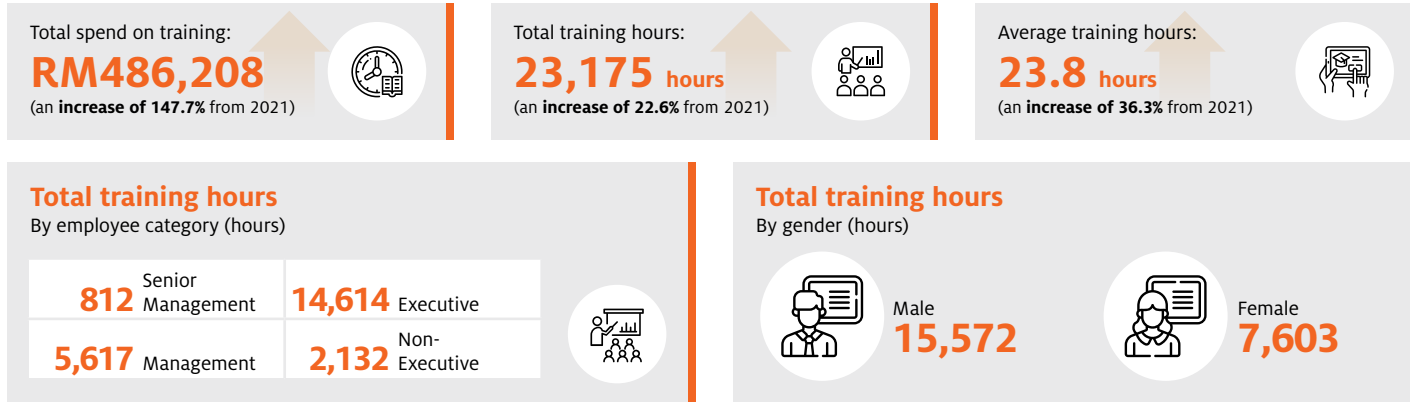 Total spend on training:
RM486,208
(an increase of 147.7% from 2021)
Total training hours:
23,175 hours
(an increase of 22.6% from 2021)
Average training hours:
23.8 hours
(an increase of 36.3% from 2021)
Total training hours
By employee category (hours)
812 Senior
Management
14,614 Executive
5,617 Management
2,132 Non-
Executive
Total training hours
By gender (hours)
Male
15,572
Female
7,603